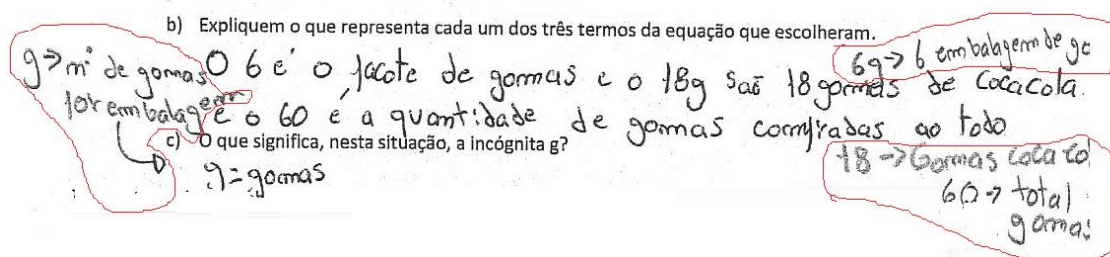 b) Expliquem o que representa cada um dos três termos da equação que escolheram.
g→nº de gomas por embalagem
O 6 é o pacote de gomas e o 18g são 18 gomas de cocacola.
e o 60 é a quantidade de gomas compradas ao todo
6g→6 embalagem de go
c) O que significa, nesta situação, a incógnita g?
g=gomas
18→Gomas coca co
60→total
gomas